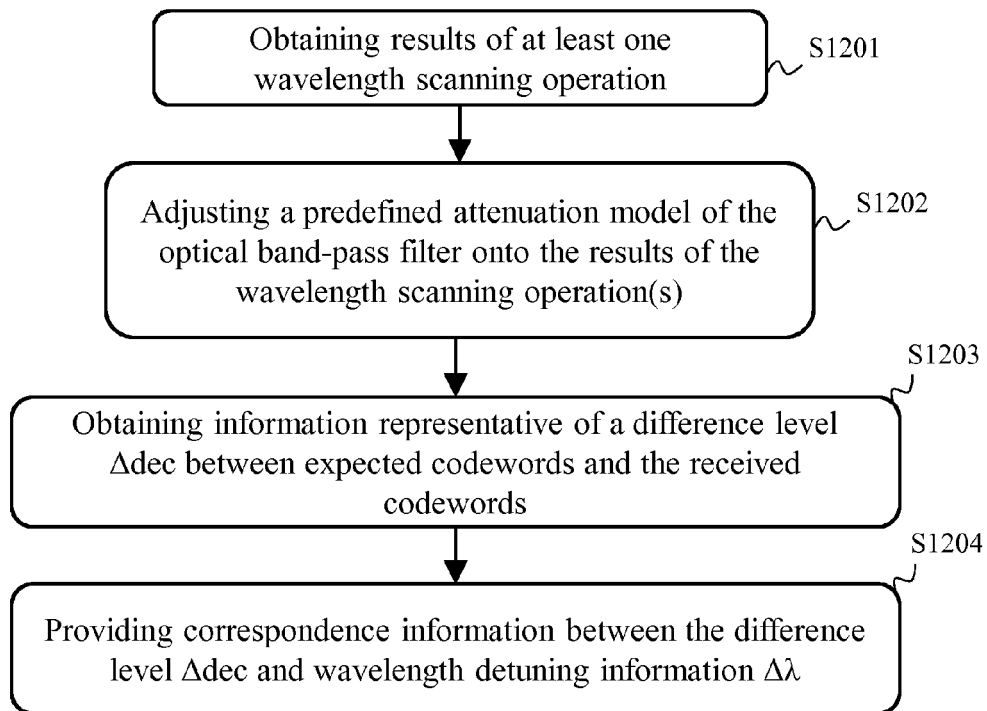 Obtaining results of at least one
wavelength scanning operation
S1201
Adjusting a predefined attenuation model of the
optical band-pass filter onto the results of the
wavelength scanning operation(s)
S1202
S1203
Obtaining information representative of a difference level
Δdec between expected codewords and the received
codewords
S1204
Providing correspondence information between the difference
level Δdec and wavelength detuning information Δλ